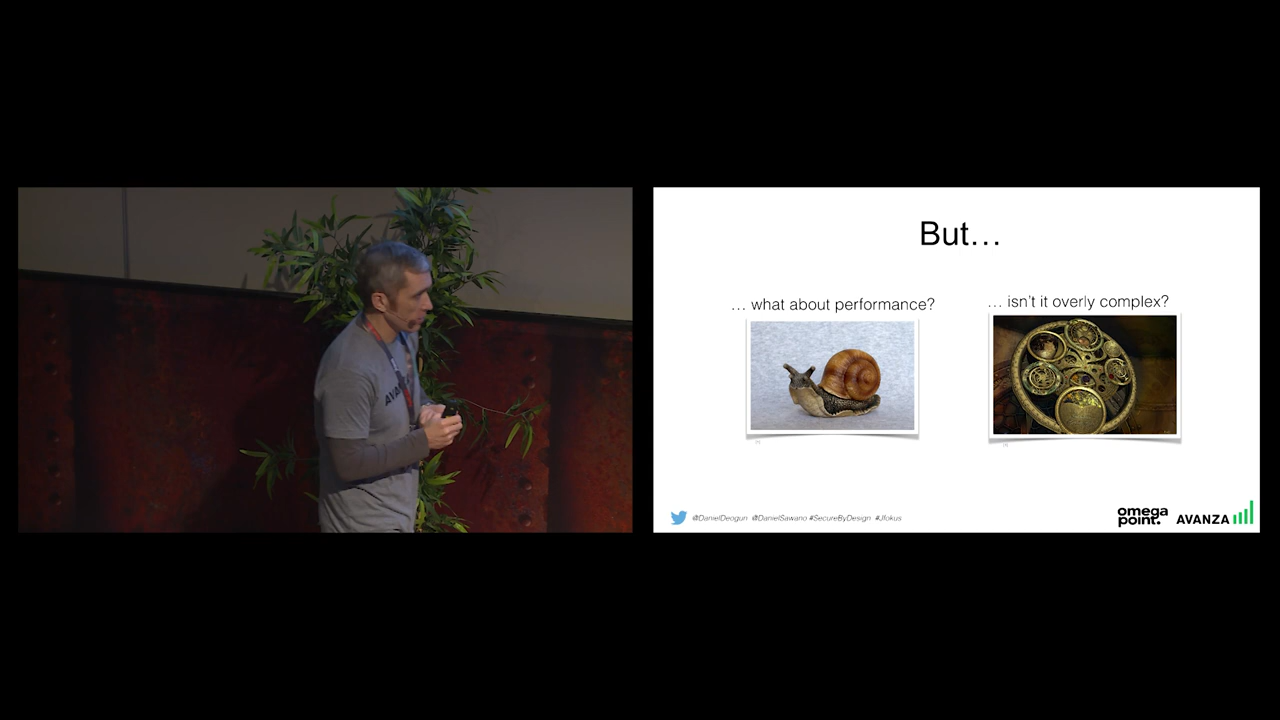 But…
… what about performance?
… isn't it overly complex?
@DanielDeogun @DanielSawano #SecureByDesign #Jfokus
omega
point.
AVANZA